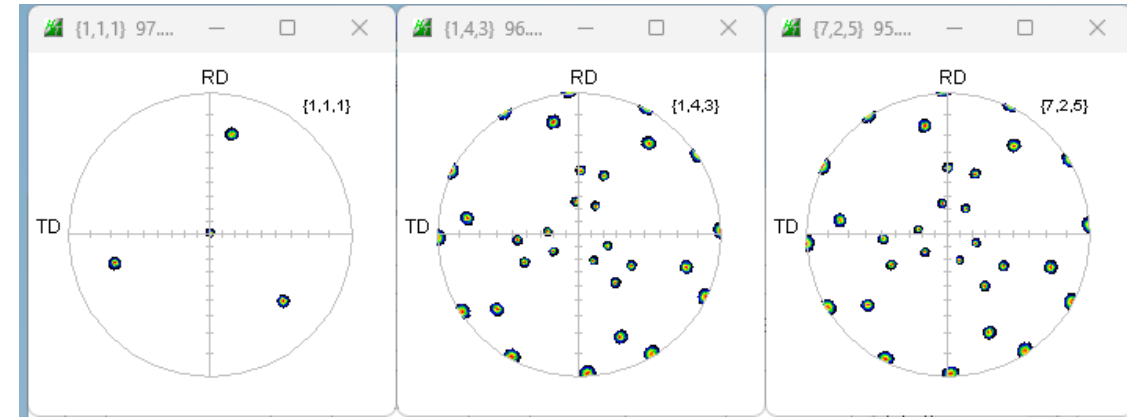 {1,1,1} 97....
{1,4,3} 96....
{7,2,5} 95....
RD
{1,1,1}
TD
RD
{1,4,3}
TD
RD
{7,2,5}
TD